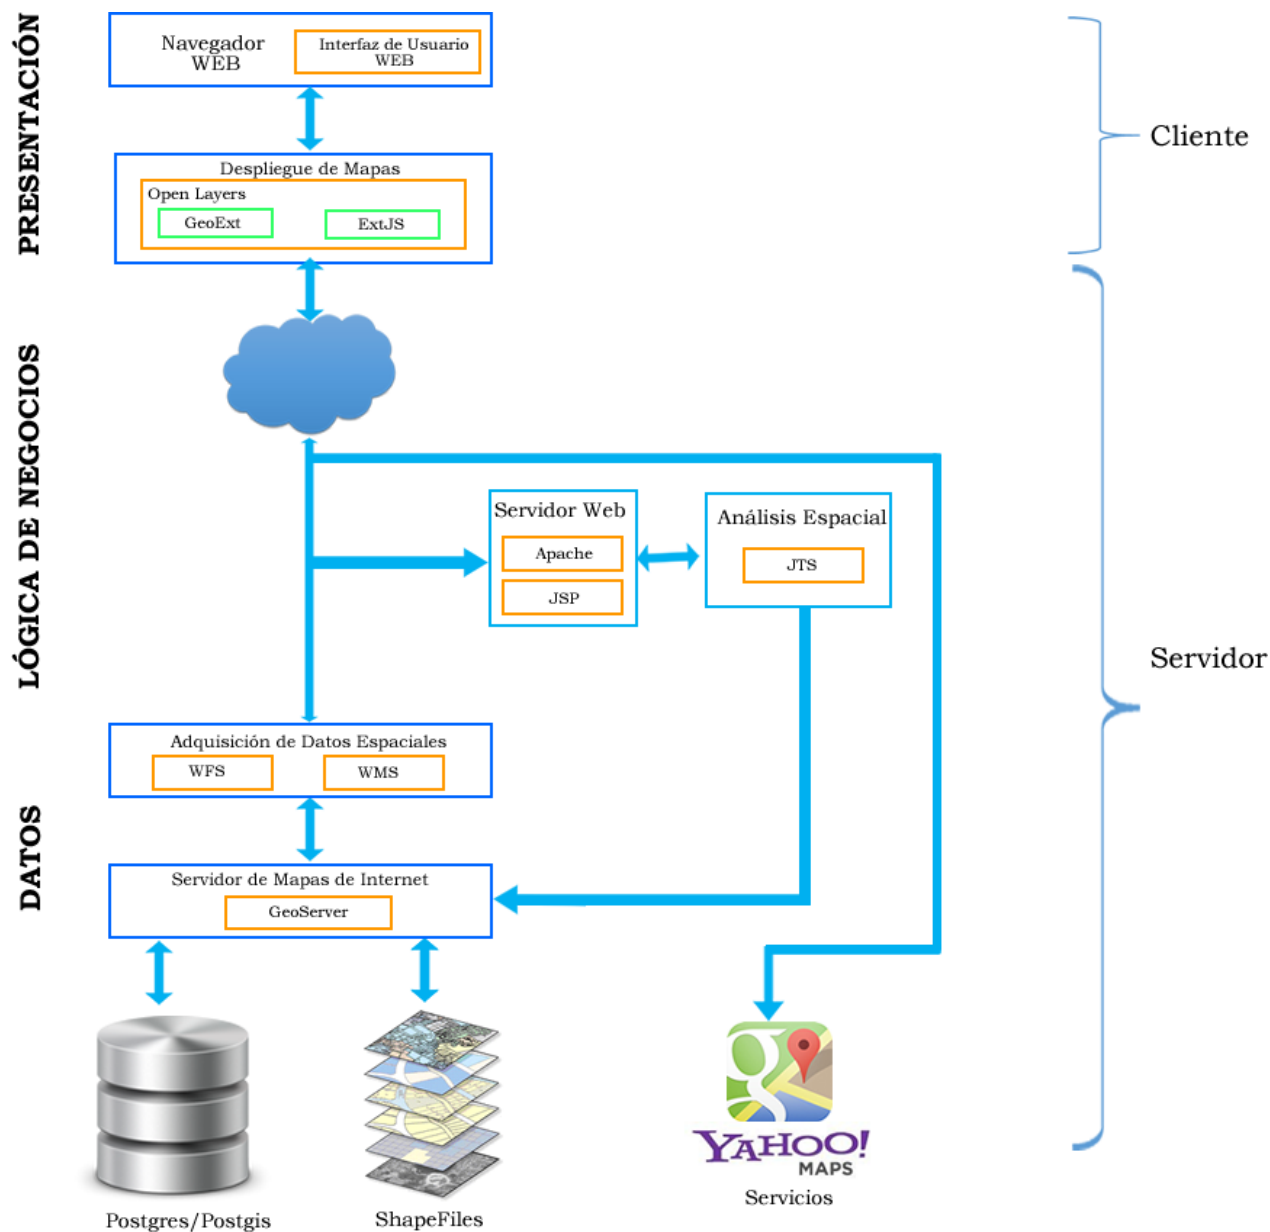 PRESENTACIÓN
Navegador
WEB
Interfaz de Usuario
WEB
Cliente
Despliegue de Mapas
Open Layers
GeoExt
ExtJS
LÓGICA DE NEGOCIOS
Servidor Web
Apache
JSP
Análisis Espacial
JTS
Servidor
Adquisición de Datos Espaciales
WFS
WMS
DATOS
Servidor de Mapas de Internet
GeoServer
g
YAHOO!
MAPS
Servicios
Postgres/Postgis
ShapeFiles